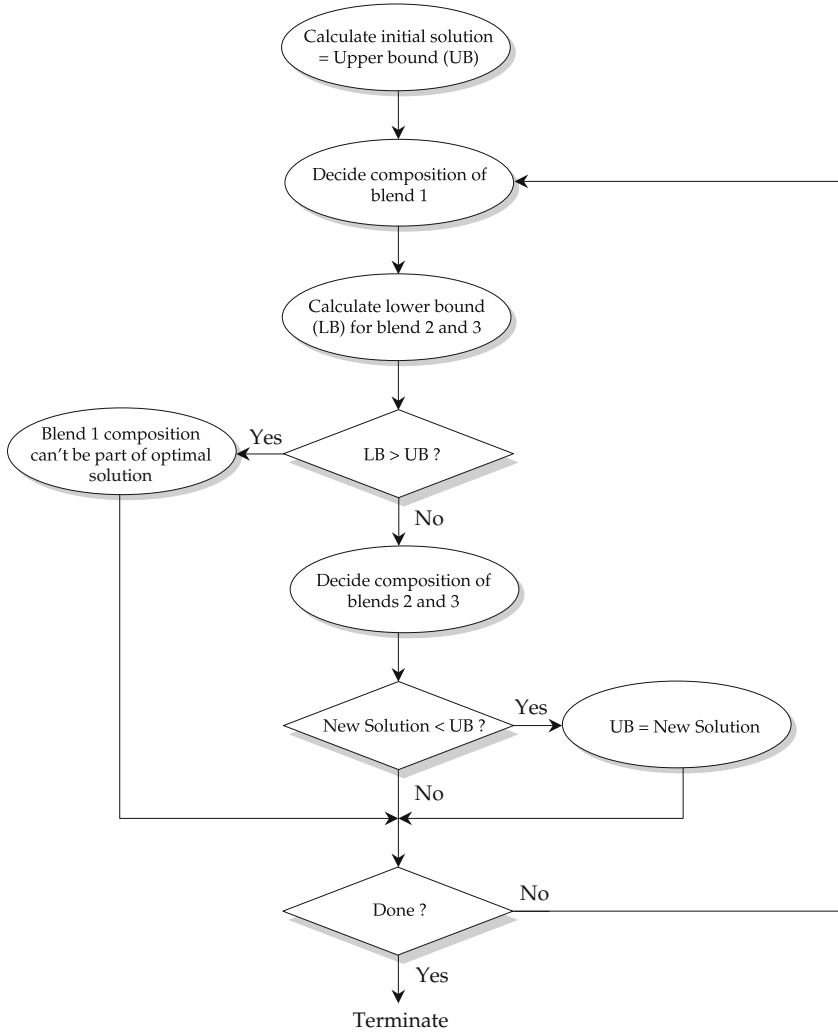 Calculate initial solution
= Upper bound (UB)
Decide composition of
blend 1
Calculate lower bound
(LB) for blend 2 and 3
LB > UB ?
Yes
Blend 1 composition
can't be part of optimal
solution
No
Decide composition of
blends 2 and 3
New Solution < UB ?
Yes
UB = New Solution
No
Done ?
No
Yes
Terminate